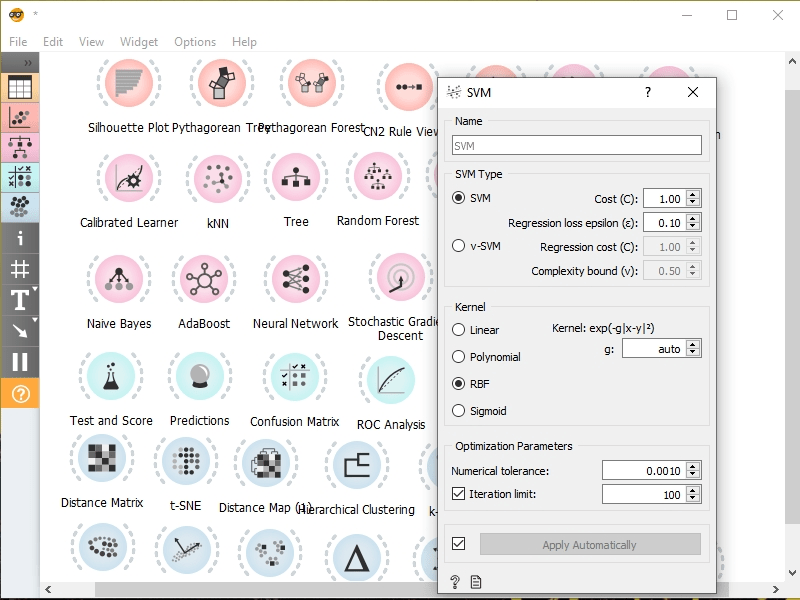 *
File Edit View Widget Options Help
Silhouette Plot
Pythagorean Tree
Pythagorean Forest
CN2 Rule View
Calibrated Learner
kNN
Tree
Random Forest
Naive Bayes
AdaBoost
Neural Network
Stochastic Gradie
Descent
Test and Score
Predictions
Confusion Matrix
ROC Analysis
Distance Matrix
t-SNE
Distance Map (1)
Hierarchical Clustering
k-
SVM
?
Name
SVM
SVM Type
SVM
Cost (C): 1.00
Regression loss epsilon (ε): 0.10
ν-SVM
Regression cost (C): 1.00
Complexity bound (ν): 0.50
Kernel
Linear
Kernel: exp(-g|x-y|²)
g: auto
Polynomial
RBF
Sigmoid
Optimization Parameters
Numerical tolerance: 0.0010
Iteration limit: 100
Apply Automatically
?